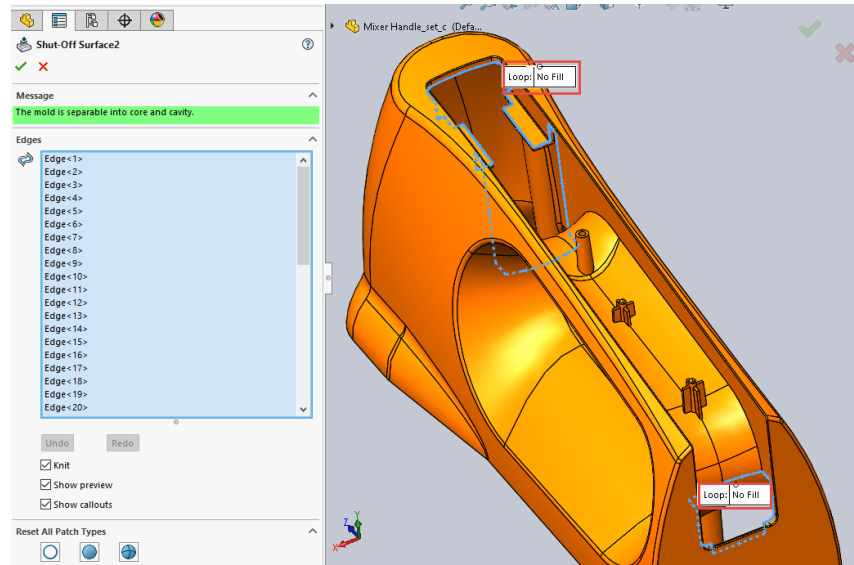 Mixer Handle_set_c (Defa...
Shut-Off Surface2
Message
The mold is separable into core and cavity.
Edges
Edge<1>
Edge<2>
Edge<3>
Edge<4>
Edge<5>
Edge<6>
Edge<7>
Edge<8>
Edge<9>
Edge<10>
Edge<11>
Edge<12>
Edge<13>
Edge<14>
Edge<15>
Edge<16>
Edge<17>
Edge<18>
Edge<19>
Edge<20>
Undo Redo
Knit
Show preview
Show callouts
Reset All Patch Types
Loop: No Fill
Loop: No Fill
Z Y
X